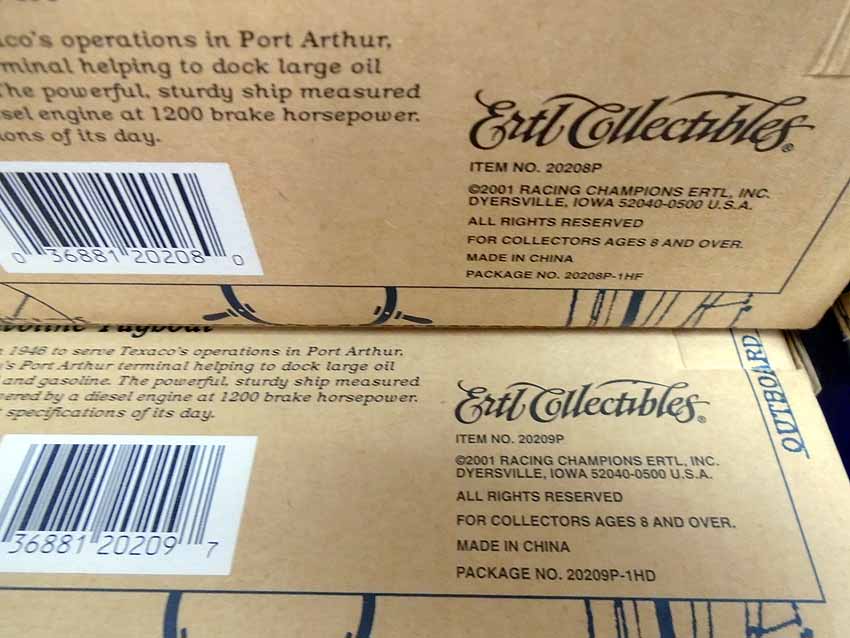 co's operations in Port Arthur,
minal helping to dock large oil
he powerful, sturdy ship measured
sel engine at 1200 brake horsepower.
ions of its day.
Ertl Collectibles®
ITEM NO. 20208P
©2001 RACING CHAMPIONS ERTL, INC.
DYERSVILLE, IOWA 52040-0500 U.S.A.
ALL RIGHTS RESERVED
FOR COLLECTORS AGES 8 AND OVER.
MADE IN CHINA
PACKAGE NO. 20208P-1HF
0 36881 20208 0
Tugboat
1946 to serve Texaco's operations in Port Arthur,
's Port Arthur terminal helping to dock large oil
and gasoline. The powerful, sturdy ship measured
ered by a diesel engine at 1200 brake horsepower.
specifications of its day.
OUTBOARD
Ertl Collectibles®
ITEM NO. 20209P
©2001 RACING CHAMPIONS ERTL, INC.
DYERSVILLE, IOWA 52040-0500 U.S.A.
ALL RIGHTS RESERVED
FOR COLLECTORS AGES 8 AND OVER.
MADE IN CHINA
PACKAGE NO. 20209P-1HD
36881 20209 7